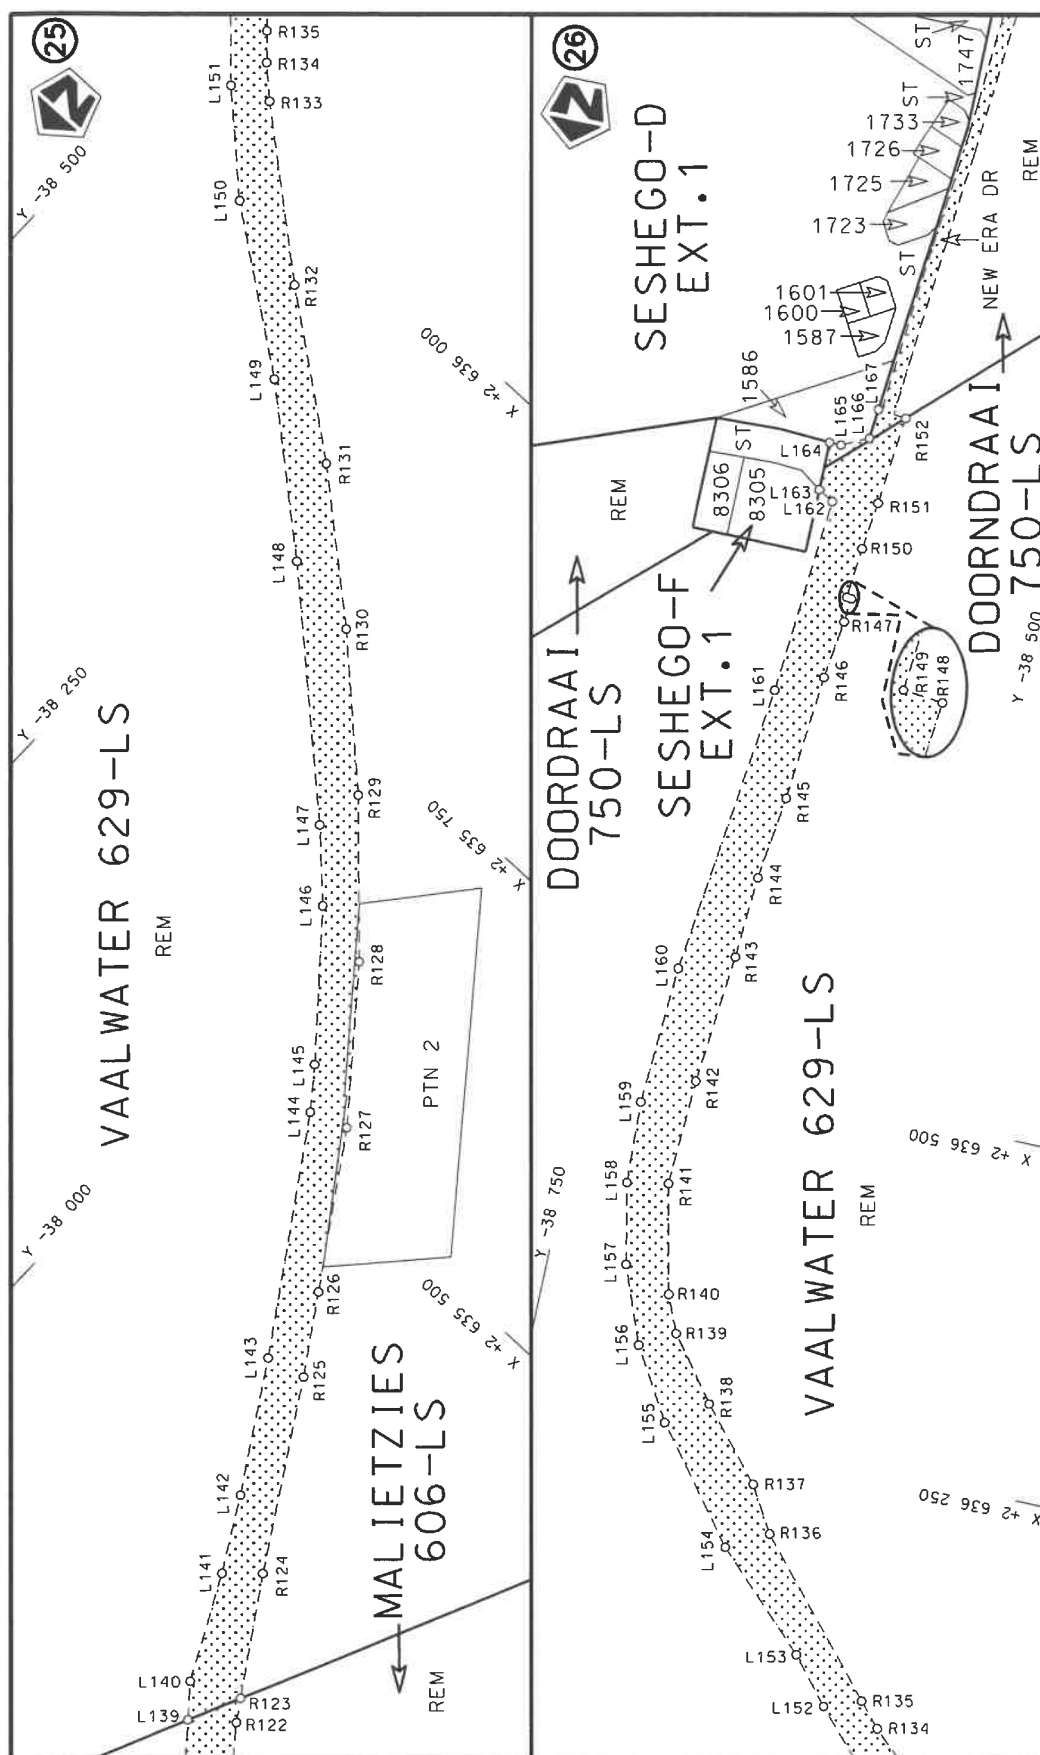 25
N
Y -38 500
Y -38 250
Y -38 000
VAALWATER 629-LS
REM
L139
L140
L141
L142
L143
L144
L145
L146
L147
L148
L149
L150
L151
R122
R123
R124
R125
R126
R127
R128
R129
R130
R131
R132
R133
R134
R135
PTN 2
X +2 636 000
X +2 635 750
X +2 635 500
MALIETZIES
606-LS
REM
26
N
SESHEGO-D
EXT.1
ST
1747
ST
1733
1726
1725
1723
ST
1601
1600
1587
1586
NEW ERA DR
REM
DOORNDRAAI
750-LS
REM
ST
8306
8305
DOORDRAAI
750-LS
SESHEGO-F
EXT.1
L152
L153
L154
L155
L156
L157
L158
L159
L160
L161
L162
L163
L164
L165
L166
L167
R134
R135
R136
R137
R138
R139
R140
R141
R142
R143
R144
R145
R146
R147
R148
R149
R150
R151
R152
Y -38 750
Y -38 500
X +2 636 500
X +2 636 250
VAALWATER 629-LS
REM